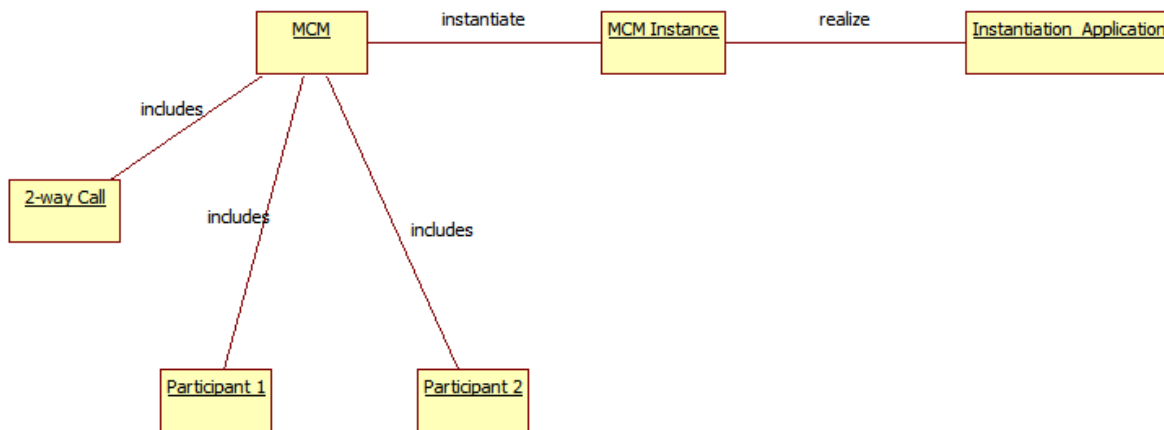 MCM
instantiate
MCM Instance
realize
Instantiation_Application
includes
2-way Call
includes
includes
Participant 1
Participant 2